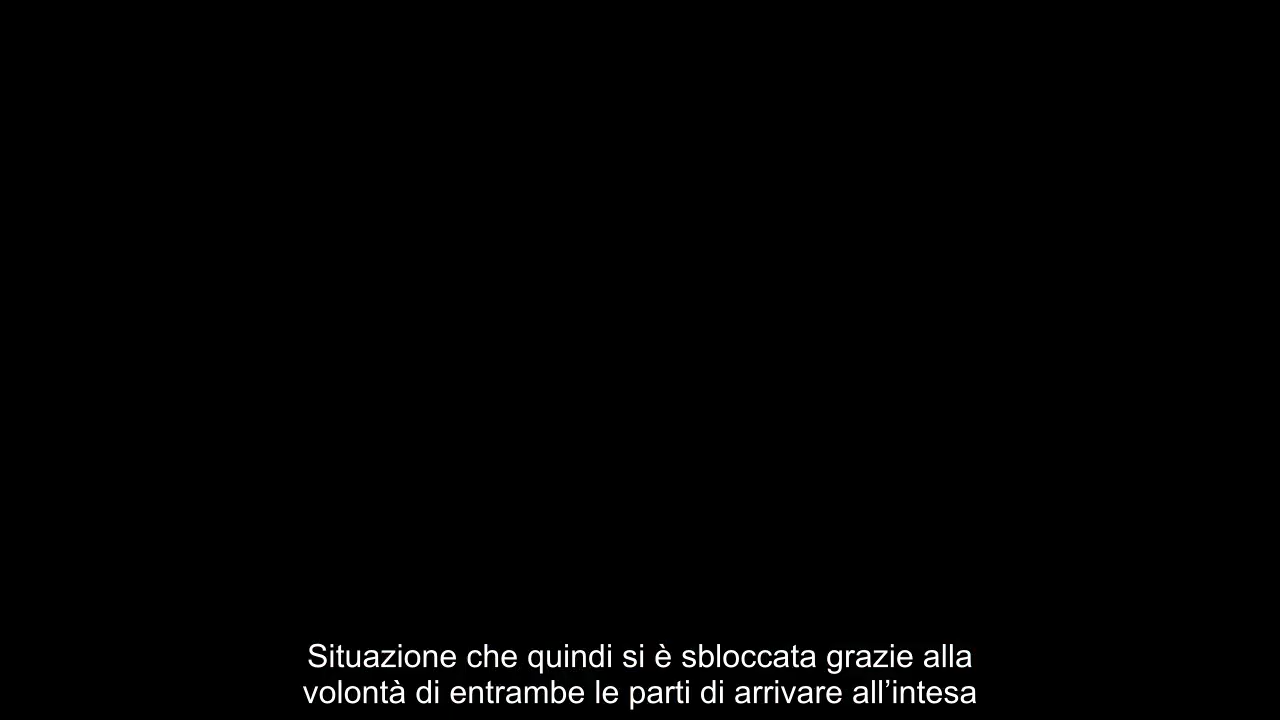 Situazione che quindi si è sbloccata grazie alla
volontà di entrambe le parti di arrivare all’intesa